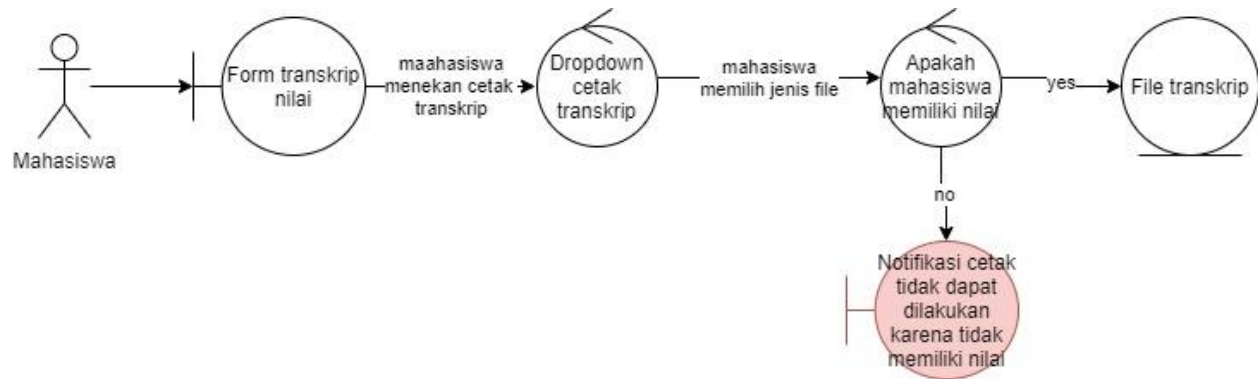 Mahasiswa
Form transkrip
nilai
maahasiswa
menekan cetak
transkrip
Dropdown
cetak
transkrip
mahasiswa
memilih jenis file
Apakah
mahasiswa
memiliki nilai
yes
File transkrip
no
Notifikasi cetak
tidak dapat
dilakukan
karena tidak
memiliki nilai